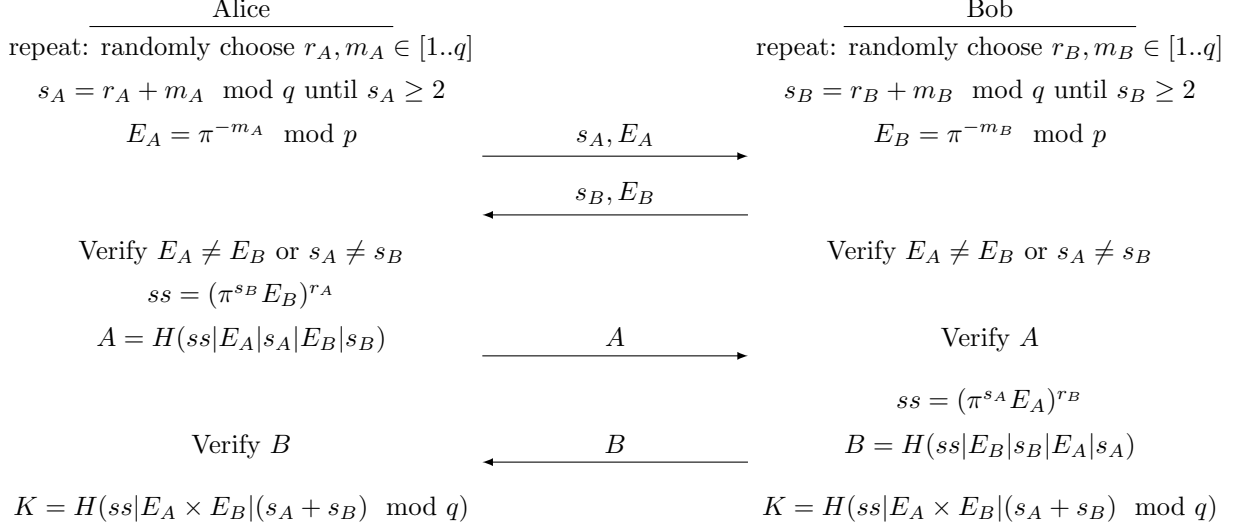 Alice Bob
repeat: randomly choose r_A, m_A ∈ [1..q] repeat: randomly choose r_B, m_B ∈ [1..q]
s_A = r_A + m_A mod q until s_A ≥ 2 s_B = r_B + m_B mod q until s_B ≥ 2
E_A = π^{-m_A} mod p E_B = π^{-m_B} mod p
s_A, E_A
s_B, E_B
Verify E_A ≠ E_B or s_A ≠ s_B Verify E_A ≠ E_B or s_A ≠ s_B
ss = (π^{s_B} E_B)^{r_A}
A = H(ss|E_A|s_A|E_B|s_B) A Verify A
ss = (π^{s_A} E_A)^{r_B}
Verify B B B = H(ss|E_B|s_B|E_A|s_A)
K = H(ss|E_A × E_B|(s_A + s_B) mod q) K = H(ss|E_A × E_B|(s_A + s_B) mod q)